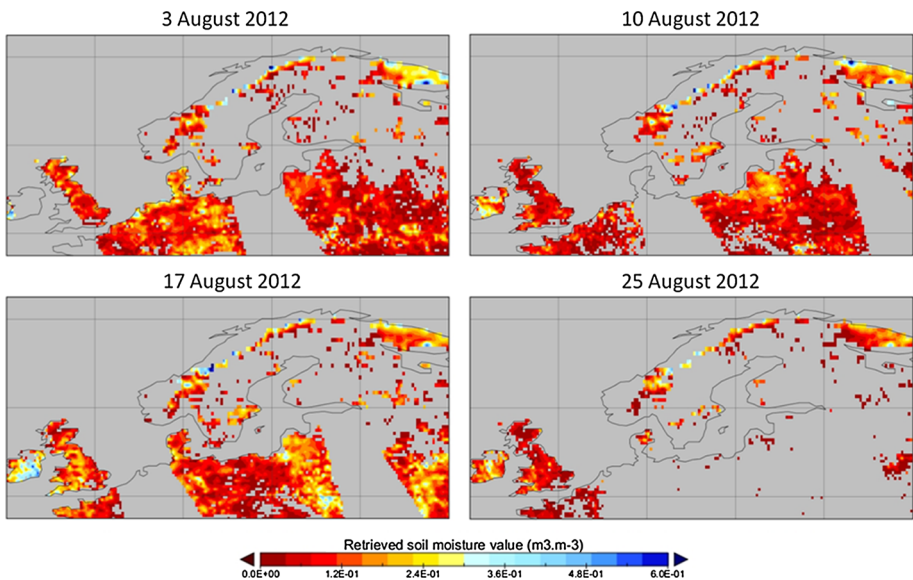 3 August 2012
10 August 2012
17 August 2012
25 August 2012
Retrieved soil moisture value (m3.m-3)
0.0E+00 1.2E-01 2.4E-01 3.6E-01 4.8E-01 6.0E-01